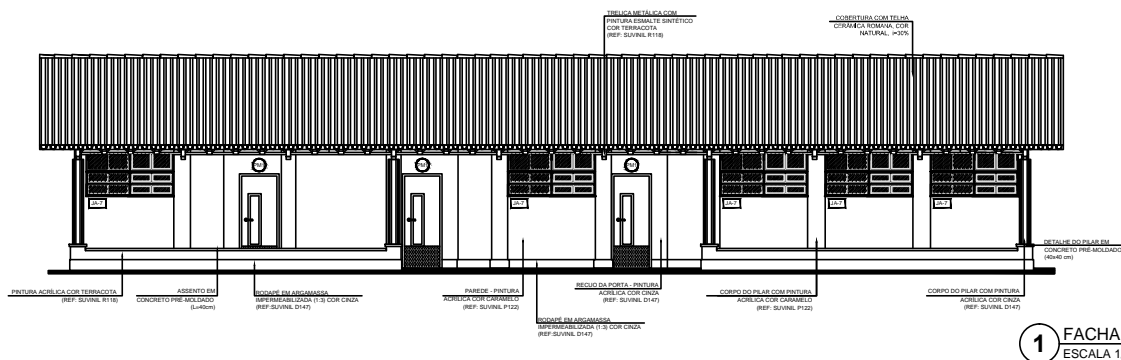 TRELIÇA METÁLICA COM
PINTURA ESMALTE SINTÉTICO
COR TERRACOTA
(REF: SUVINIL R118)
COBERTURA COM TELHA
CERÂMICA ROMANA, COR
NATURAL, i=30%
JA-7
JA-7
JA-7
JA-7
JA-7
DETALHE DO PILAR EM
CONCRETO PRÉ-MOLDADO
(40x40 cm)
PINTURA ACRÍLICA COR TERRACOTA
(REF: SUVINIL R118)
ASSENTO EM
CONCRETO PRÉ-MOLDADO
(L=40cm)
RODAPÉ EM ARGAMASSA
IMPERMEABILIZADA (1:3) COR CINZA
(REF:SUVINIL D147)
PAREDE - PINTURA
ACRÍLICA COR CARAMELO
(REF: SUVINIL P122)
RECUO DA PORTA - PINTURA
ACRÍLICA COR CINZA
(REF: SUVINIL D147)
CORPO DO PILAR COM PINTURA
ACRÍLICA COR CARAMELO
(REF: SUVINIL P122)
CORPO DO PILAR COM PINTURA
ACRÍLICA COR CINZA
(REF: SUVINIL D147)
RODAPÉ EM ARGAMASSA
IMPERMEABILIZADA (1:3) COR CINZA
(REF:SUVINIL D147)
1 FACHA
ESCALA 1